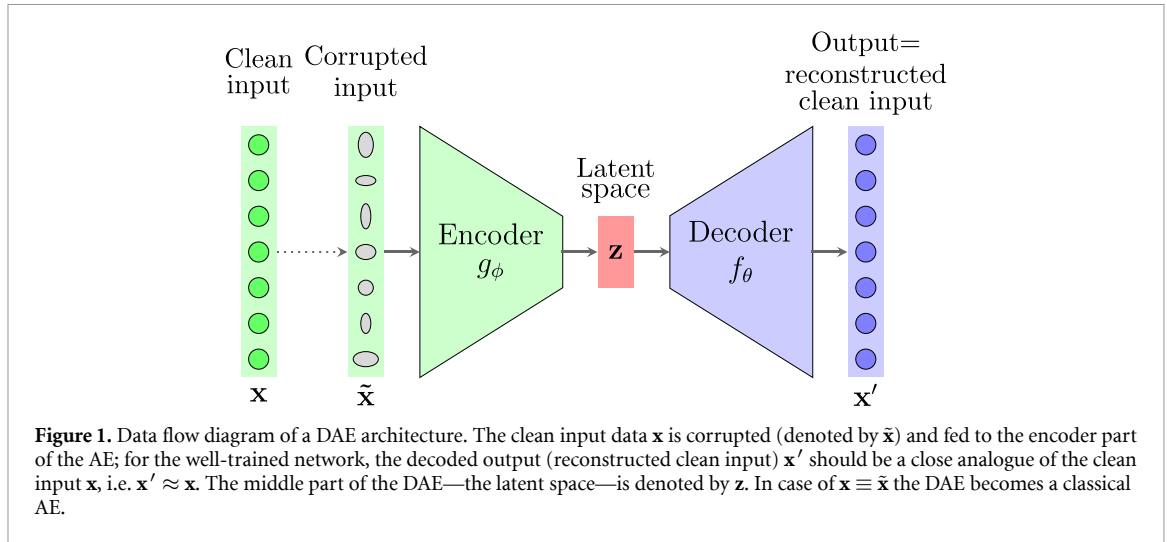 Clean
input
Corrupted
input
Output=
reconstructed
clean input
Latent
space
Encoder
g_ϕ
z
Decoder
f_θ
x
x̃
x′
Figure 1. Data flow diagram of a DAE architecture. The clean input data x is corrupted (denoted by x̃) and fed to the encoder part
of the AE; for the well-trained network, the decoded output (reconstructed clean input) x′ should be a close analogue of the clean
input x, i.e. x′ ≈ x. The middle part of the DAE—the latent space—is denoted by z. In case of x ≡ x̃ the DAE becomes a classical
AE.